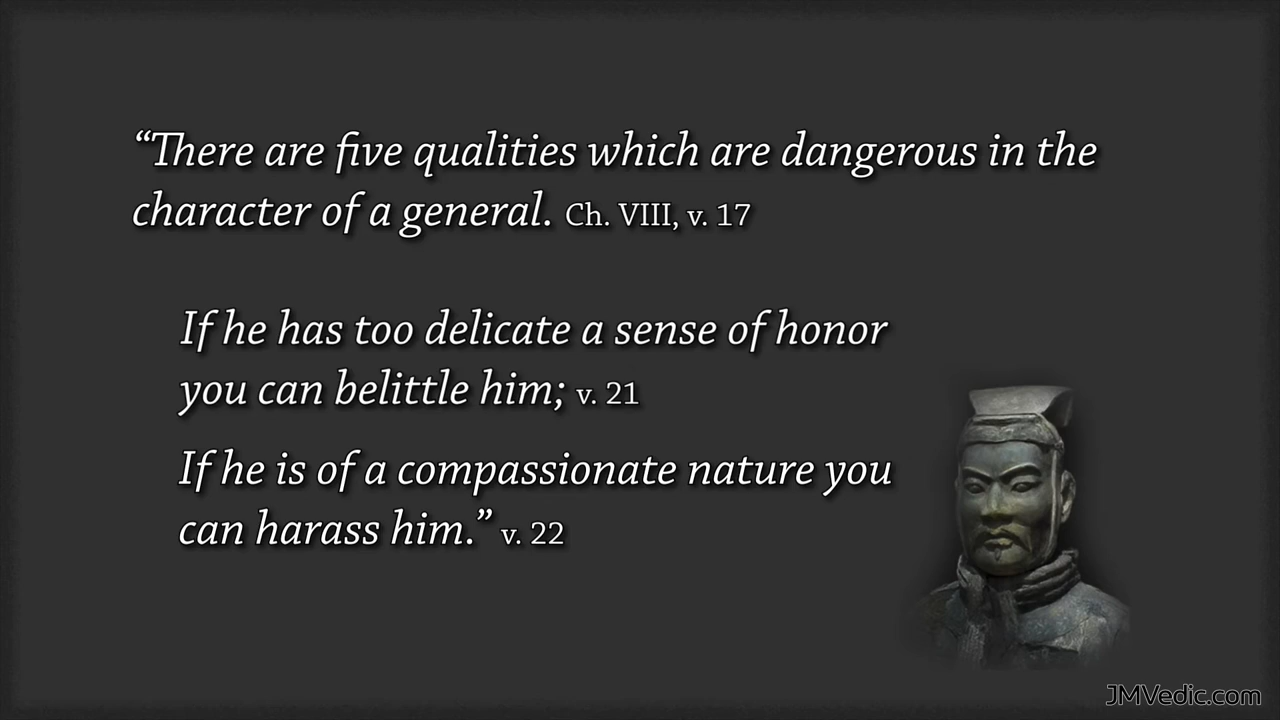 “There are five qualities which are dangerous in the
character of a general. Ch. VIII, v. 17
If he has too delicate a sense of honor
you can belittle him; v. 21
If he is of a compassionate nature you
can harass him.” v. 22
JMVedic.com